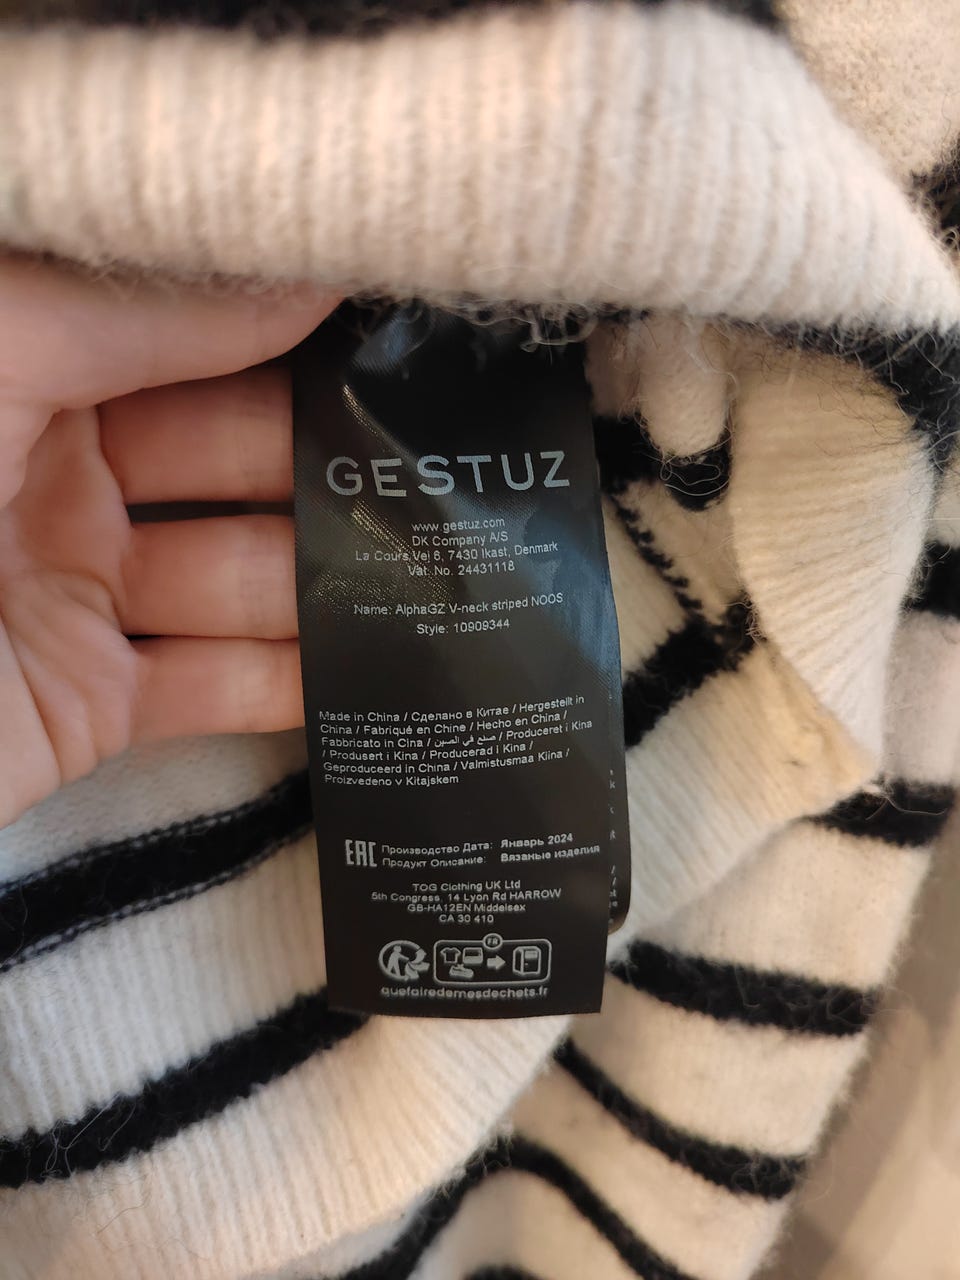 GESTUZ
www.gestuz.com
DK Company A/S
La Cours Vej 6, 7430 Ikast, Denmark
Vat. No. 24431118
Name: AlphaGZ V-neck striped NOOS
Style: 10909344
Made in China / Сделано в Китае / Hergestellt in
China / Fabriqué en Chine / Hecho en China /
Fabbricato in Cina / صنع في الصين / Produceret i Kina
/ Produsert i Kina / Producerad i Kina /
Geproduceerd in China / Valmistusmaa Kiina /
Proizvedeno v Kitajskem
EAC Производство Дата: Январь 2024
Продукт Описание: Вязаные изделия
TOG Clothing UK Ltd
5th Congress, 14 Lyon Rd HARROW
GB-HA12EN Middelsex
CA 30 410
FR
quefairedemesdechets.fr